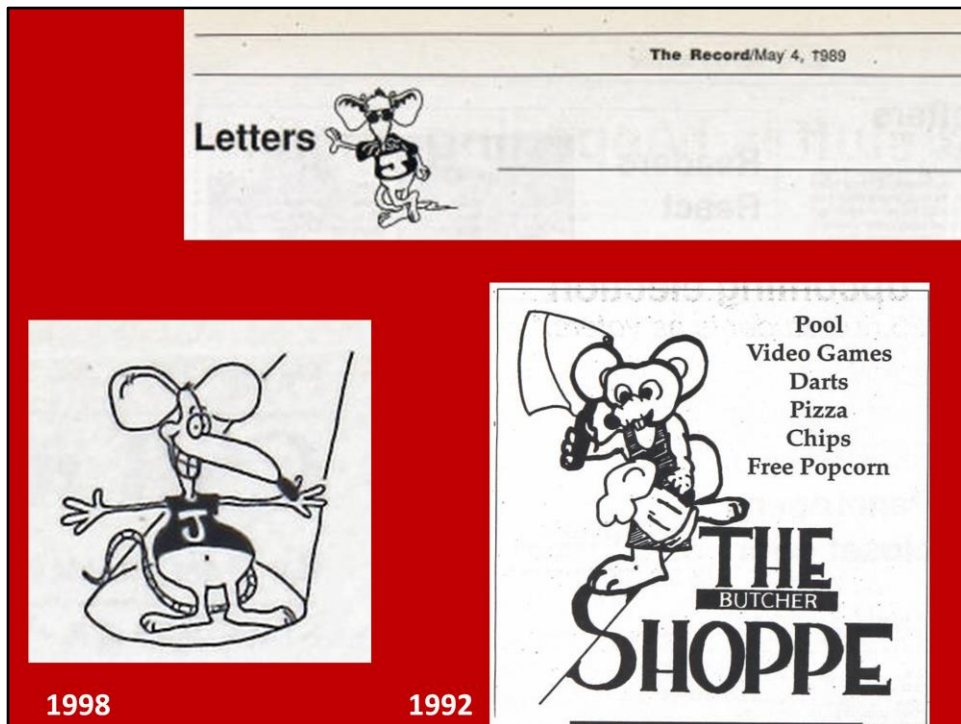 The Record/May 4, 1989
Letters
J
J
Pool
Video Games
Darts
Pizza
Chips
Free Popcorn
THE
BUTCHER
SHOPPE
1998
1992